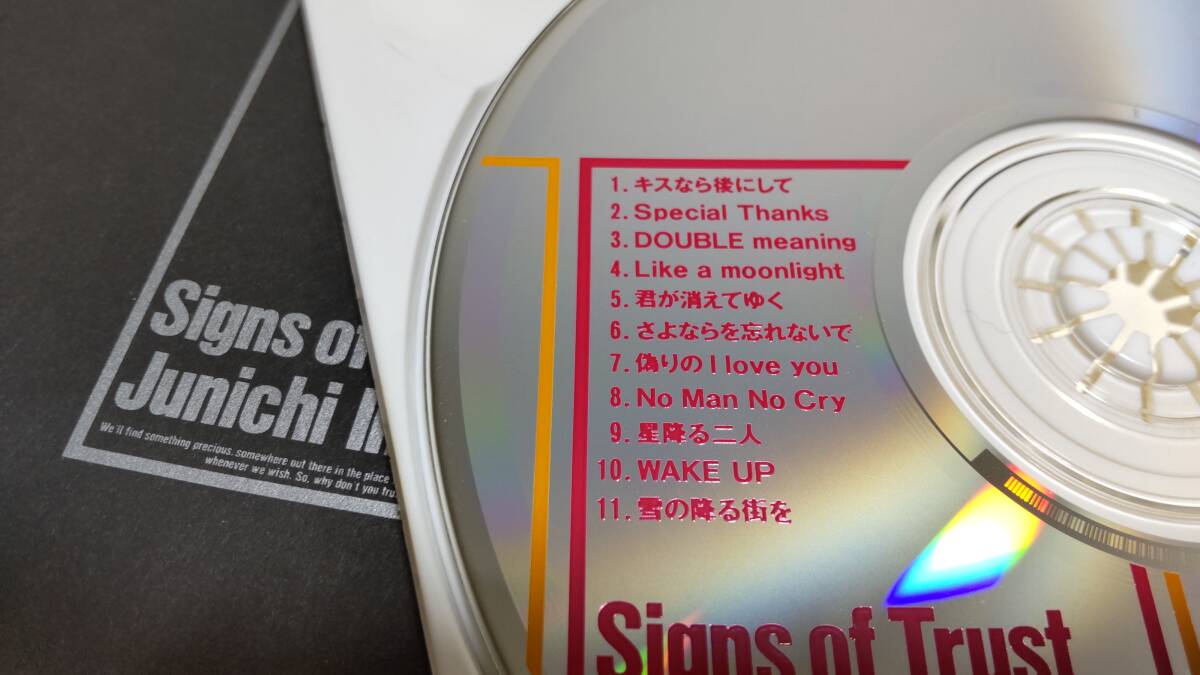 Signs of
Junichi
We'll find something precious, somewhere out there in the place
whenever we wish. So, why don't you
1. キスなら後にして
2. Special Thanks
3. DOUBLE meaning
4. Like a moonlight
5. 君が消えてゆく
6. さよならを忘れないで
7. 偽りの I love you
8. No Man No Cry
9. 星降る二人
10. WAKE UP
11. 雪の降る街を
Signs of Trust